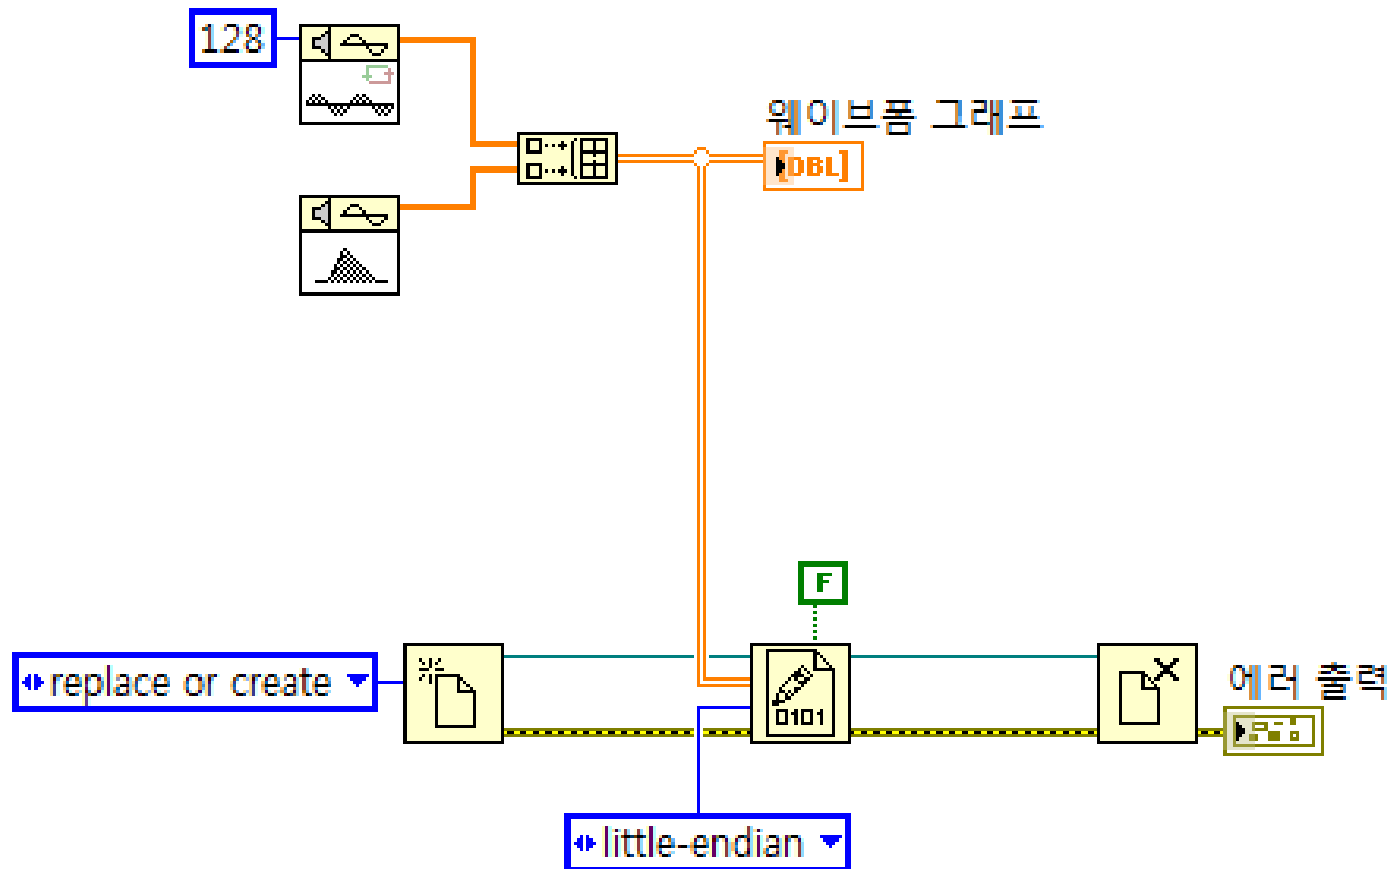 128
웨이브폼 그래프
[DBL]
F
replace or create
0101
에러 출력
little-endian